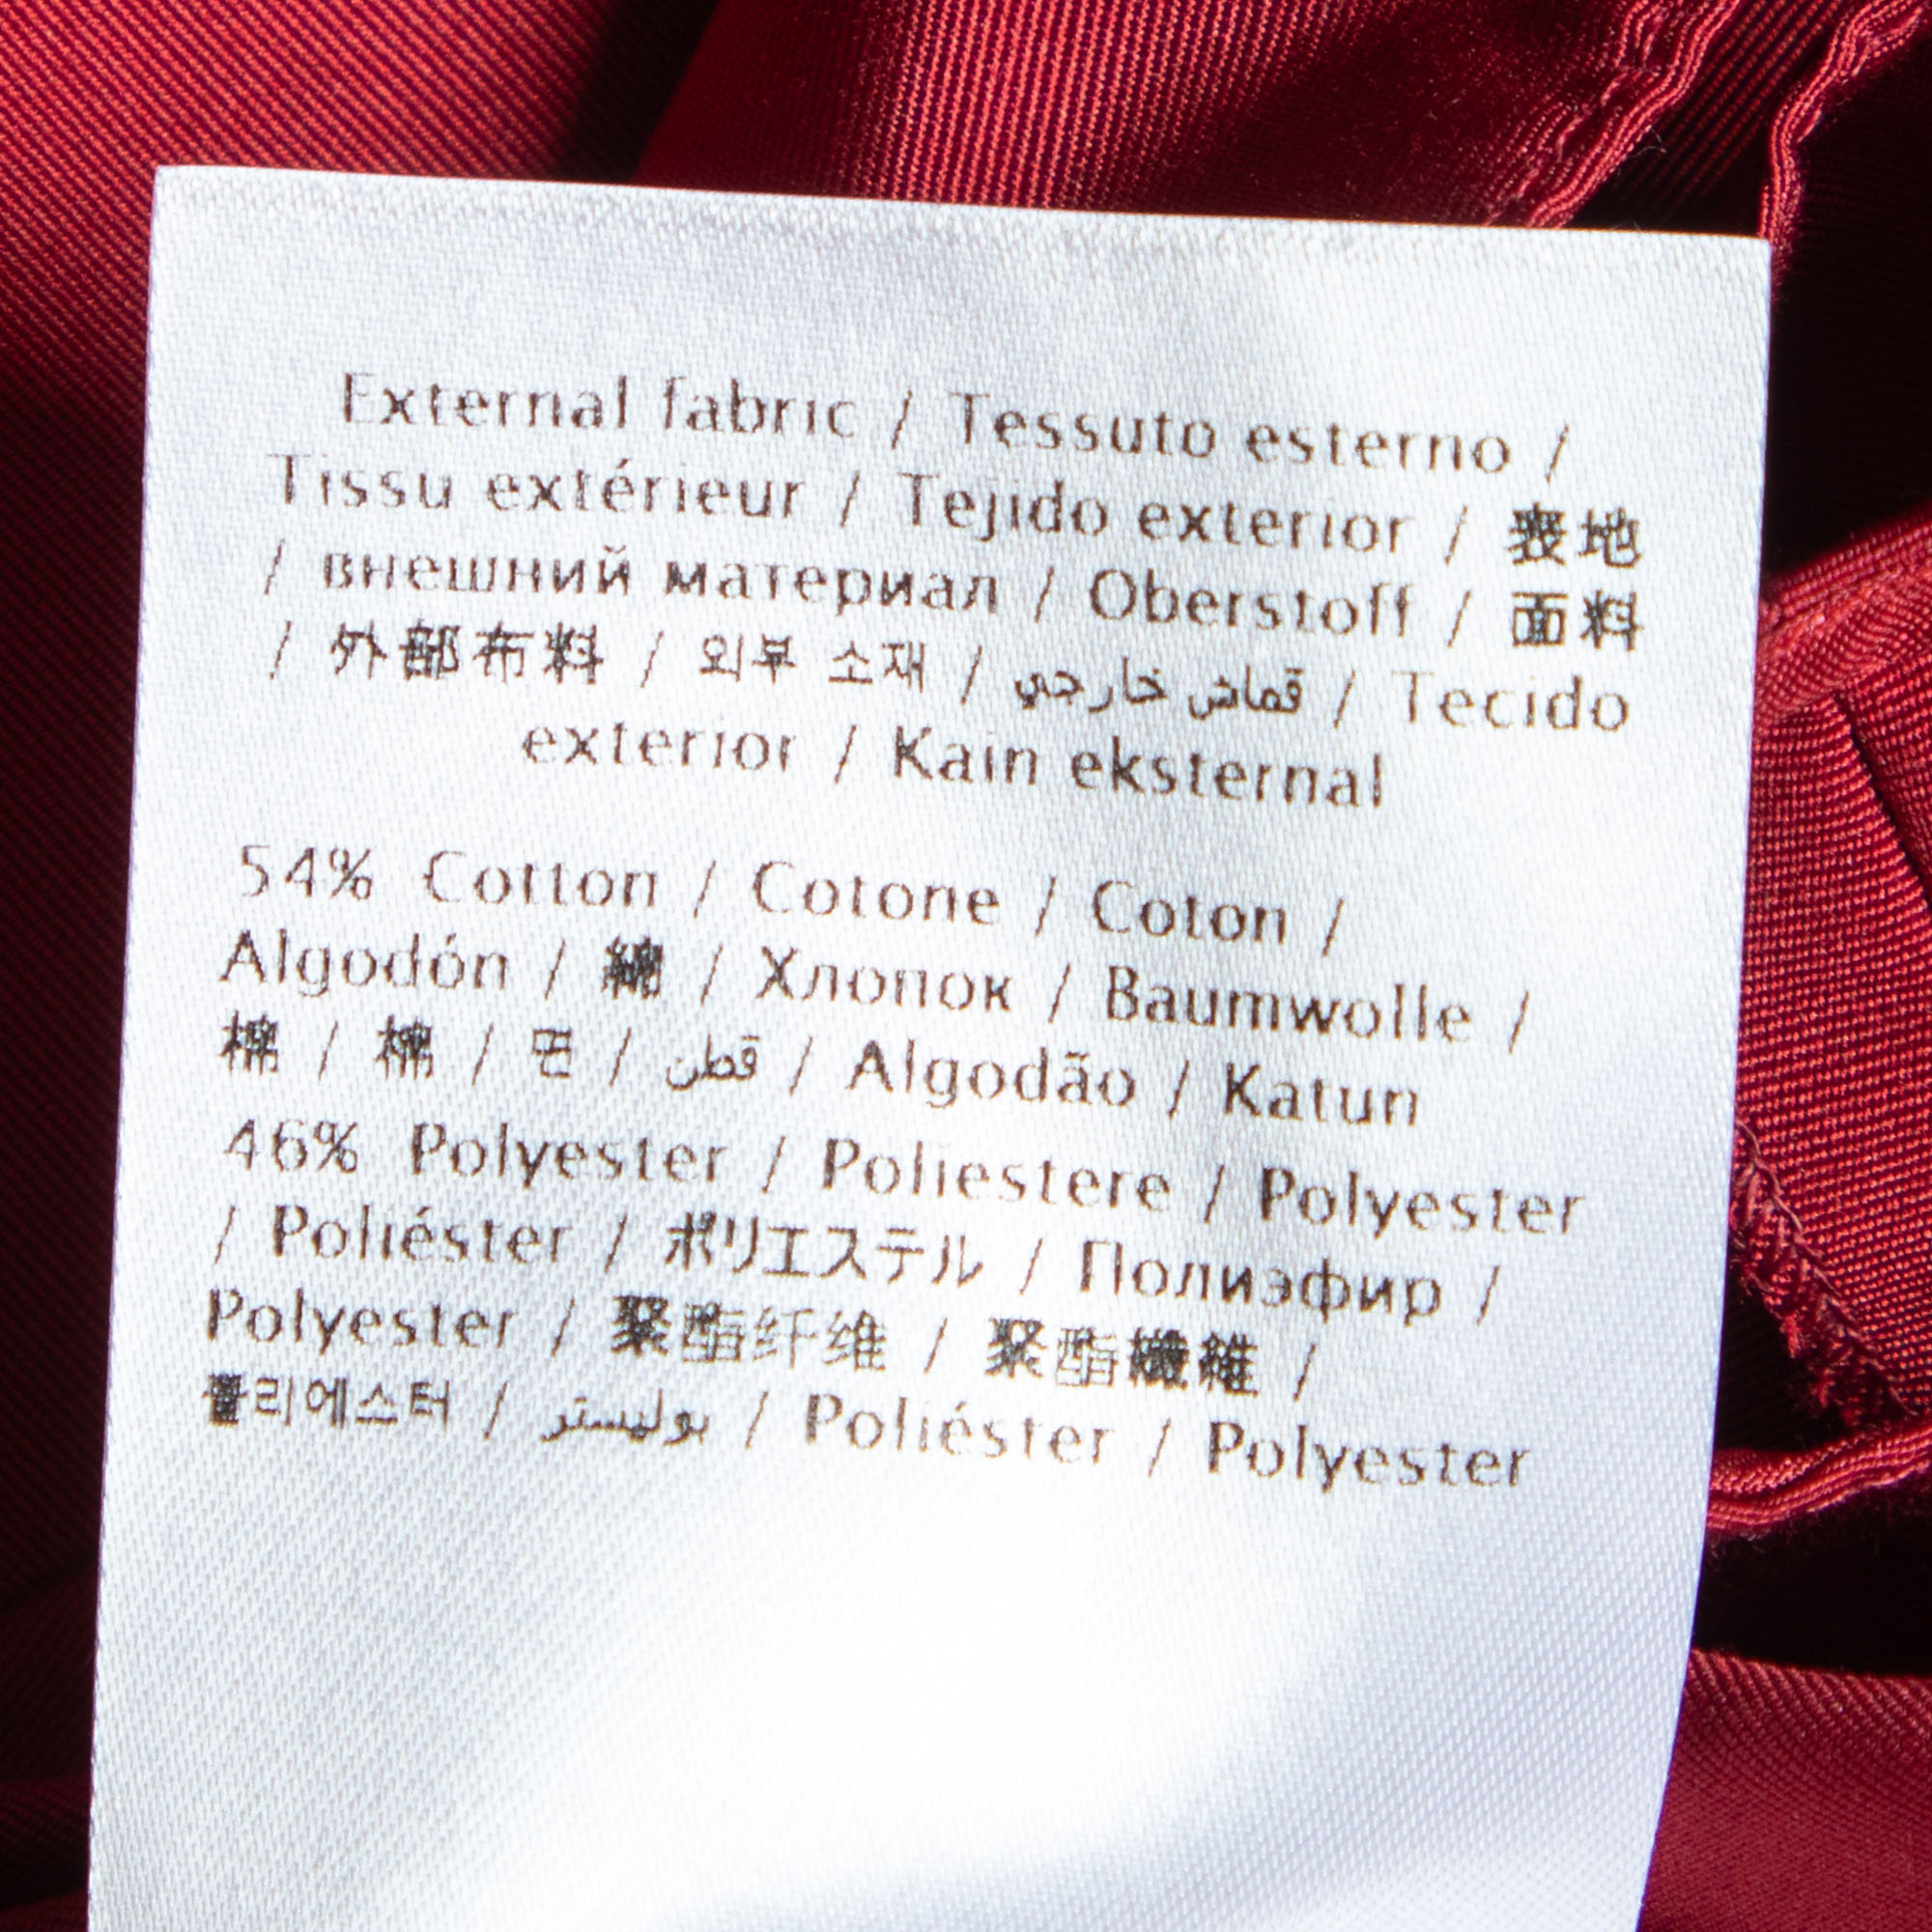 External fabric / Tessuto esterno /
Tissu extérieur / Tejido exterior / 表地
/ внешний материал / Oberstoff / 面料
/ 外部布料 / 외부 소재 / قماش خارجي / Tecido
exterior / Kain eksternal
54% Cotton / Cotone / Coton /
Algodón / 綿 / Хлопок / Baumwolle /
棉 / 棉 / 면 / قطن / Algodão / Katun
46% Polyester / Poliestere / Polyester
/ Poliéster / ポリエステル / Полиэфир /
Polyester / 聚酯纤维 / 聚酯纖維 /
폴리에스터 / بوليستر / Poliéster / Polyester